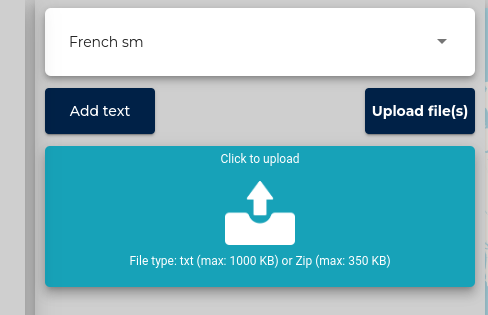 French sm
Add text
Upload file(s)
Click to upload
File type: txt (max: 1000 KB) or Zip (max: 350 KB)